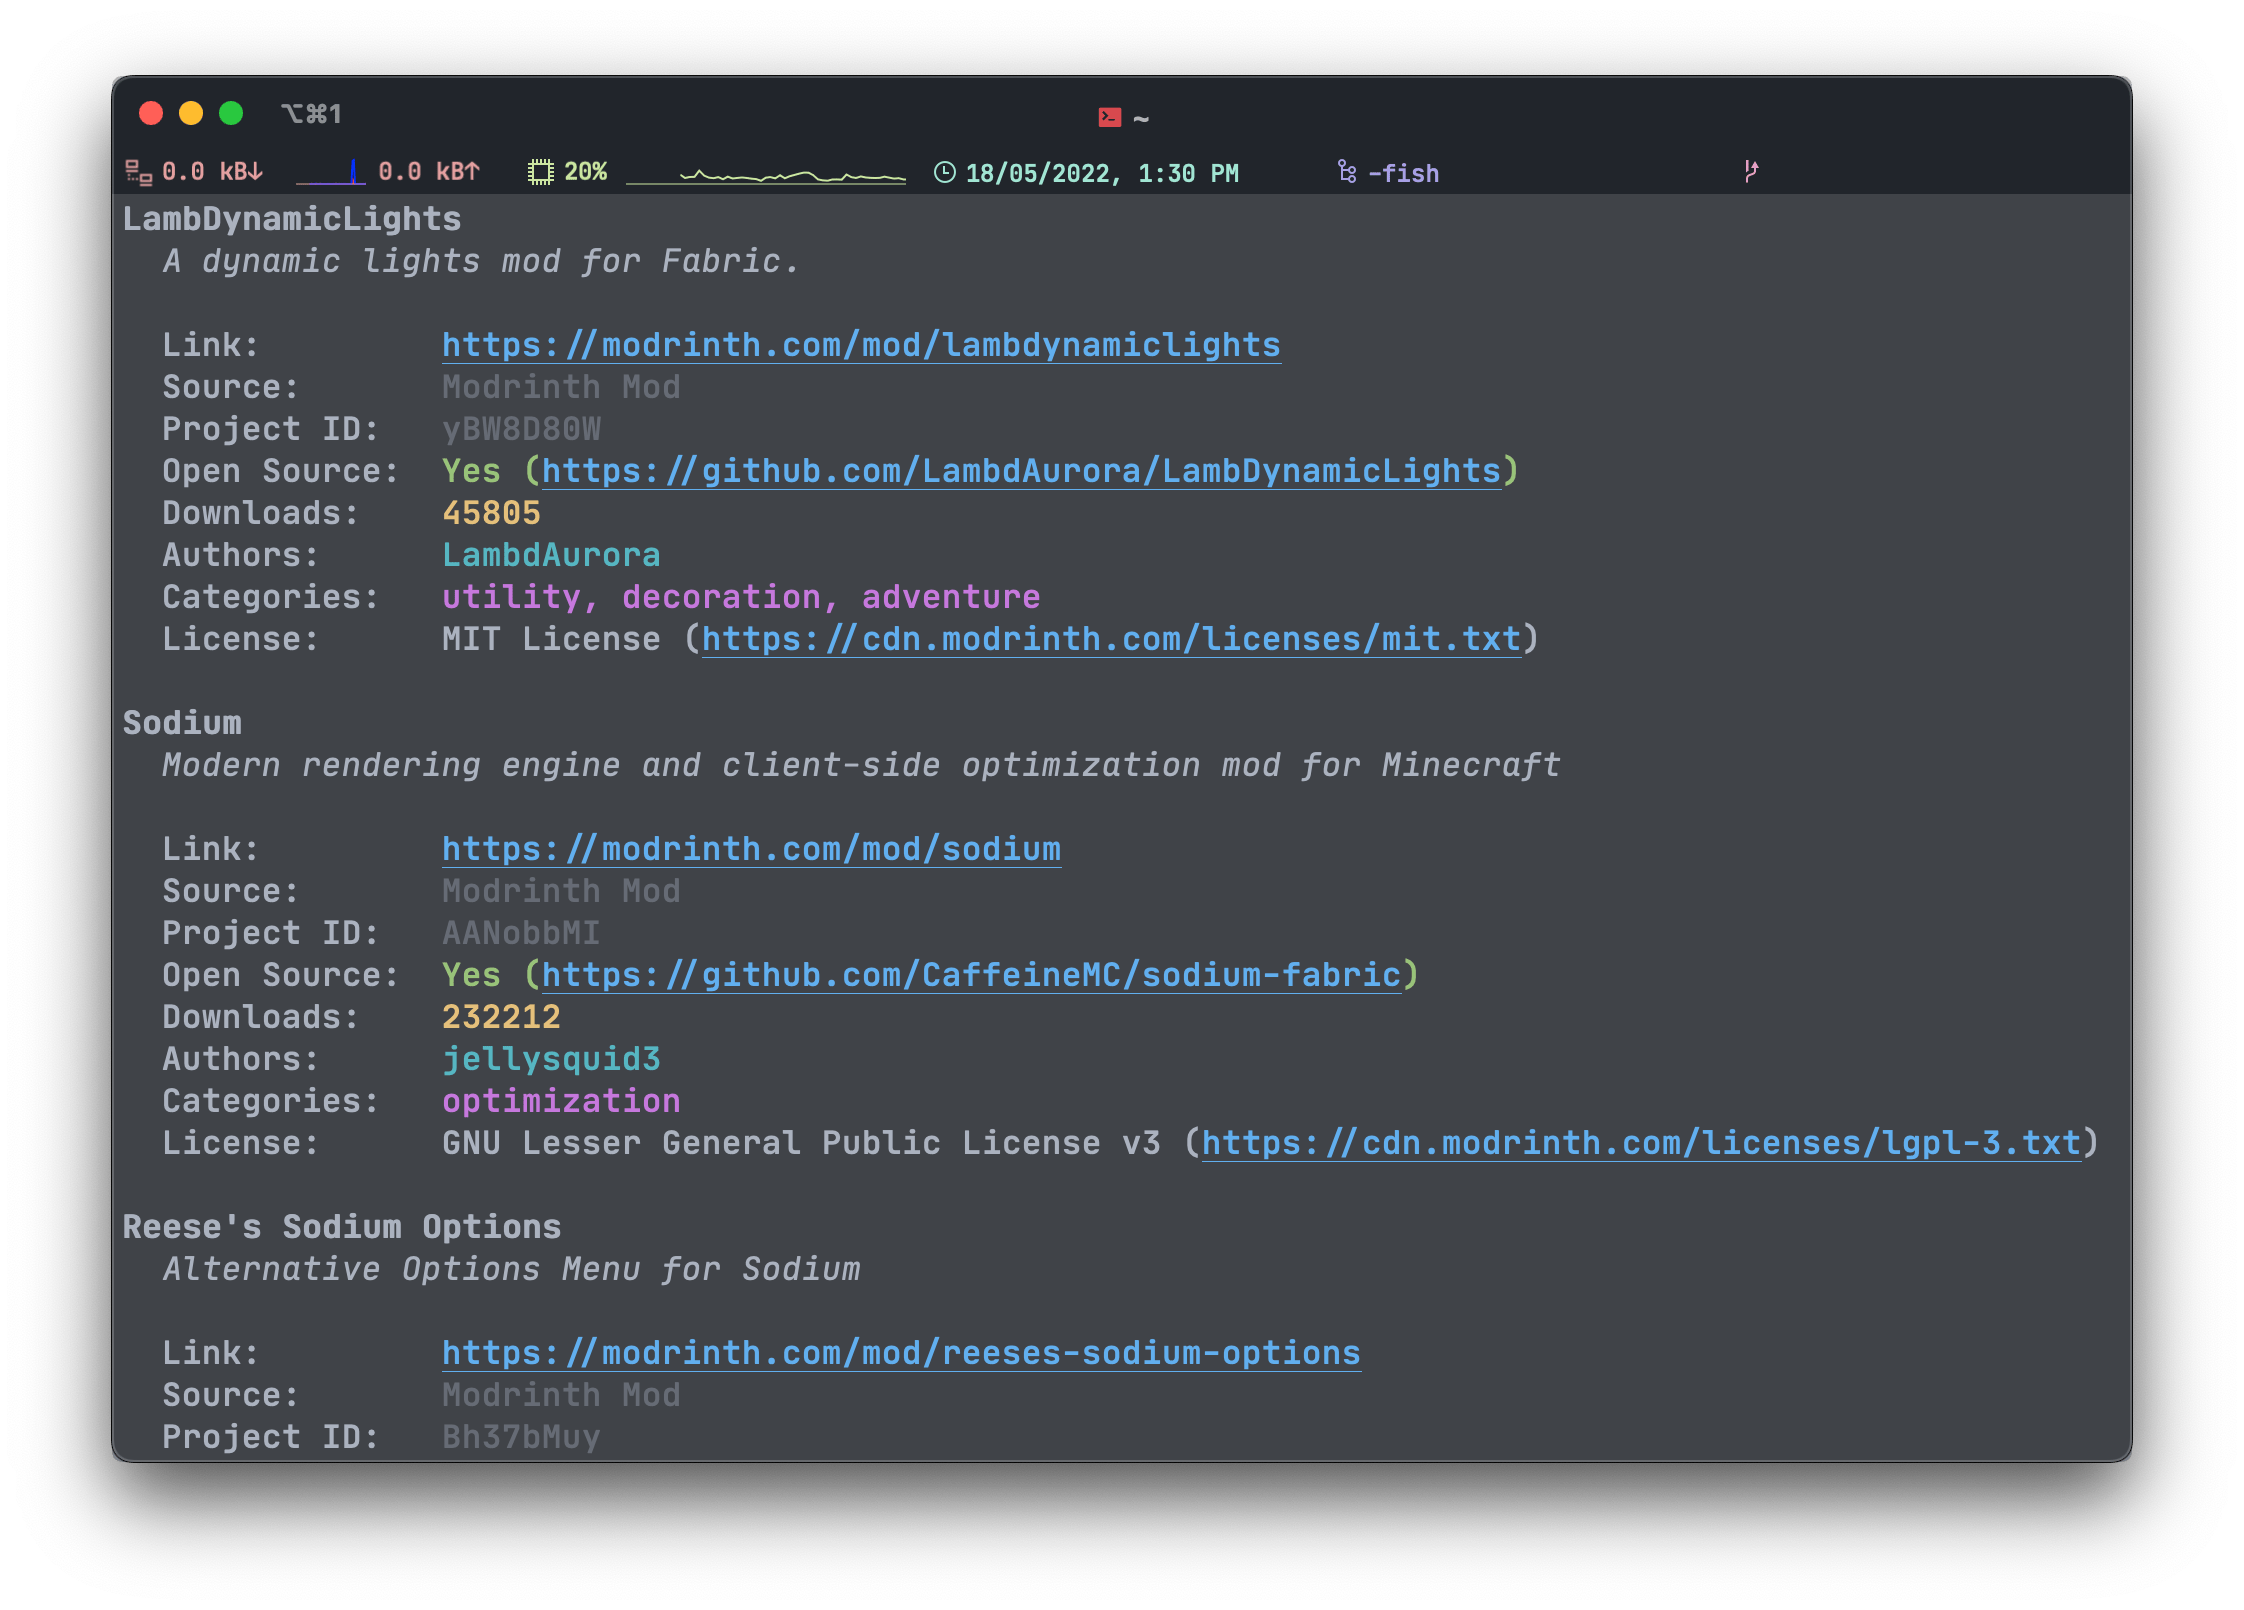 ⌥⌘1
~
0.0 kB↓ 0.0 kB↑ 20% 18/05/2022, 1:30 PM -fish
LambDynamicLights
A dynamic lights mod for Fabric.
Link: https://modrinth.com/mod/lambdynamiclights
Source: Modrinth Mod
Project ID: yBW8D80W
Open Source: Yes (https://github.com/LambdAurora/LambDynamicLights)
Downloads: 45805
Authors: LambdAurora
Categories: utility, decoration, adventure
License: MIT License (https://cdn.modrinth.com/licenses/mit.txt)
Sodium
Modern rendering engine and client-side optimization mod for Minecraft
Link: https://modrinth.com/mod/sodium
Source: Modrinth Mod
Project ID: AANobbMI
Open Source: Yes (https://github.com/CaffeineMC/sodium-fabric)
Downloads: 232212
Authors: jellysquid3
Categories: optimization
License: GNU Lesser General Public License v3 (https://cdn.modrinth.com/licenses/lgpl-3.txt)
Reese's Sodium Options
Alternative Options Menu for Sodium
Link: https://modrinth.com/mod/reeses-sodium-options
Source: Modrinth Mod
Project ID: Bh37bMuy